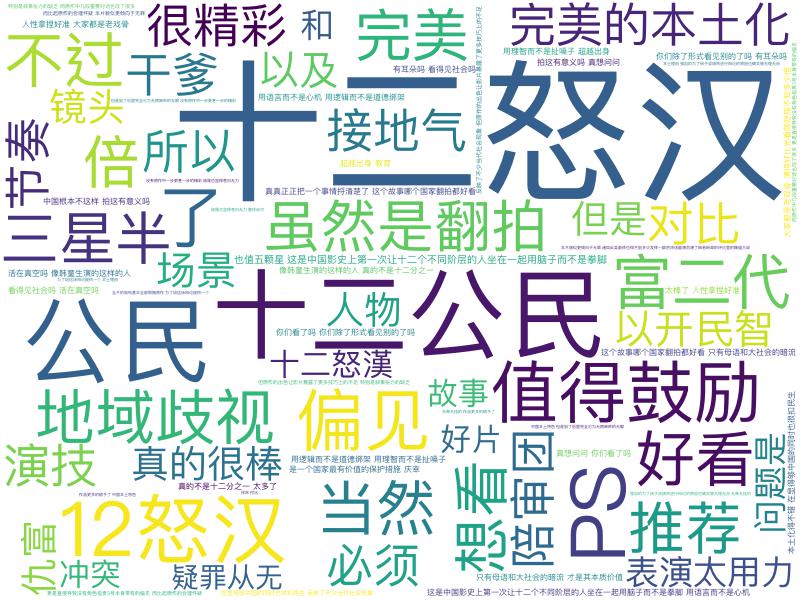 很精彩
和
完美
完美的本土化
人性拿捏好准 大家都是老戏骨
不过
干爹
以及
有耳朵吗 看得见社会吗
用理智而不是扯嗓子 超越出身
你们除了形式看见别的了吗 有耳朵吗
拍这有意义吗 真想问问
十二怒汉
镜头
用语言而不是心机 用逻辑而不是道德绑架
接地气
节奏
倍
所以
超越出身 教育
真真正正把一个事情捋清楚了 这个故事哪个国家翻拍都好看
中国根本不这样 拍这有意义吗
了
三星半
虽然是翻拍
但是
对比
场景
也值五颗星 这是中国影史上第一次让十二个不同阶层的人坐在一起用脑子而不是拳脚
活在真空吗 像韩童生演的这样的人
像韩童生演的这样的人 真的不是十二分之一
富二代
看得见社会吗 活在真空吗
太棒了 人性拿捏好准
公民
十二公民
人物
以开民智
你们看了吗 你们除了形式看见别的了吗
这个故事哪个国家翻拍都好看 只有母语和大社会的暗流
十二怒漢
故事
值得鼓励
地域歧视
偏见
好片
好看
演技
真的很棒
用逻辑而不是道德绑架 用理智而不是扯嗓子
是一个国家最有价值的保护措施 庆幸
真想问问 你们看了吗
真的不是十二分之一 太多了
想看
陪审团
PS
问题是
12怒汉
当然
推荐
仇富
冲突
疑罪从无
必须
表演太用力
只有母语和大社会的暗流 才是其本质价值
这是中国影史上第一次让十二个不同阶层的人坐在一起用脑子而不是拳脚 用语言而不是心机